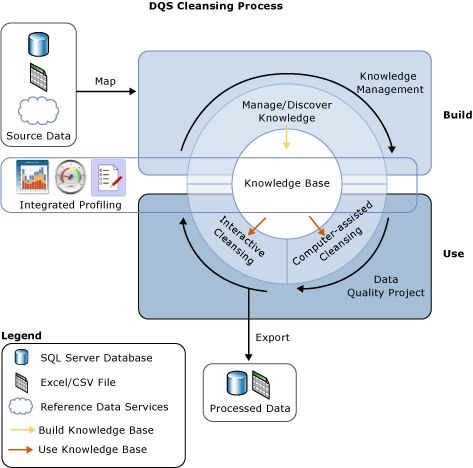 DQS Cleansing Process
Source Data
Map
Knowledge
Management
Manage/Discover
Knowledge
Build
Knowledge Base
Integrated Profiling
Interactive
Cleansing
Computer-assisted
Cleansing
Use
Data
Quality Project
Export
Processed Data
Legend
SQL Server Database
Excel/CSV File
Reference Data Services
Build Knowledge Base
Use Knowledge Base